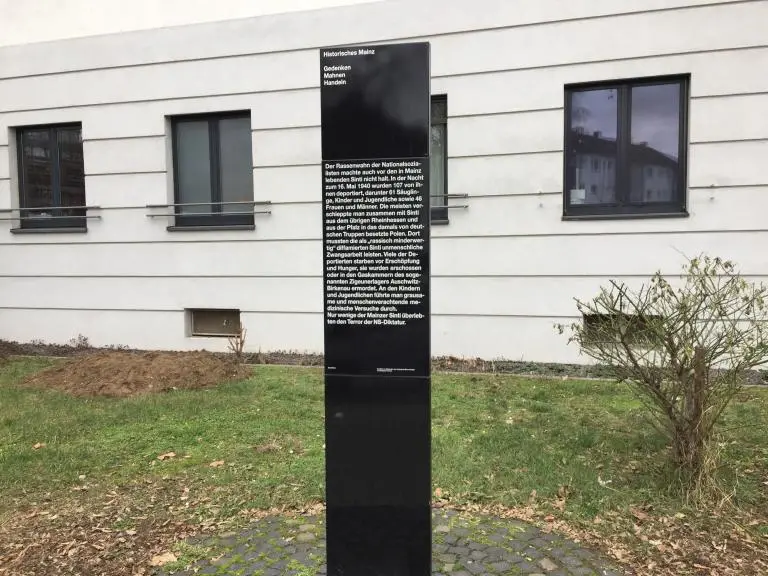 Historisches Mainz
Gedenken
Mahnen
Handeln
Der Rassenwahn der Nationalsozia-
listen machte auch vor den in Mainz
lebenden Sinti nicht halt. In der Nacht
zum 16. Mai 1940 wurden 107 von ih-
nen deportiert, darunter 61 Säuglin-
ge, Kinder und Jugendliche sowie 46
Frauen und Männer. Die meisten ver-
schleppte man zusammen mit Sinti
aus dem übrigen Rheinhessen und
aus der Pfalz in das damals von deut-
schen Truppen besetzte Polen. Dort
mussten die als „rassisch minderwer-
tig“ diffamierten Sinti unmenschliche
Zwangsarbeit leisten. Viele der De-
portierten starben vor Erschöpfung
und Hunger, sie wurden erschossen
oder in den Gaskammern des soge-
nannten Zigeunerlagers Auschwitz-
Birkenau ermordet. An den Kindern
und Jugendlichen führte man grausa-
me und menschenverachtende me-
dizinische Versuche durch.
Nur wenige der Mainzer Sinti überleb-
ten den Terror der NS-Diktatur.